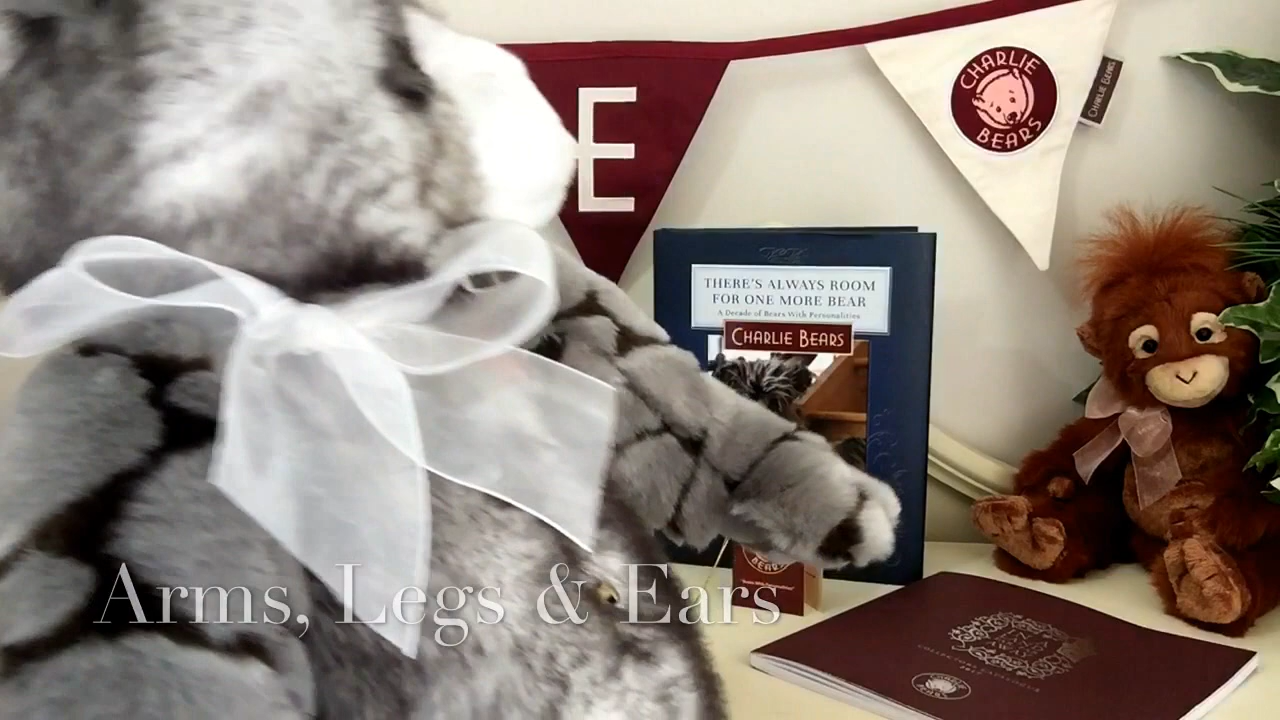 E
CHARLIE
BEARS
CHARLIE BEARS
THERE'S ALWAYS ROOM
FOR ONE MORE BEAR
A Decade of Bears With Personalities
CHARLIE BEARS
BEARS
Arms, Legs & Ears